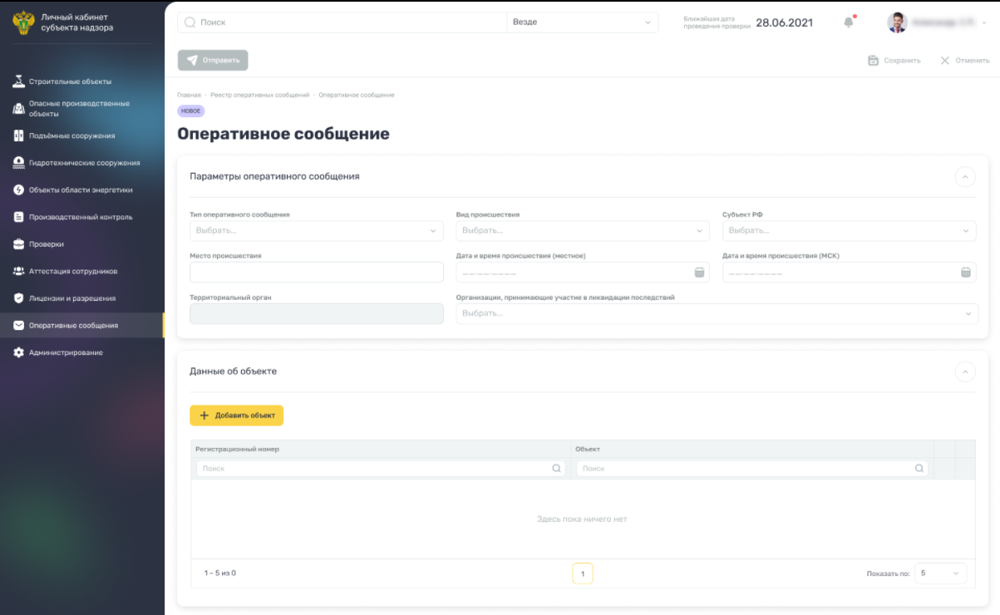 Личный кабинет
субъекта надзора
Строительные объекты
Опасные производственные
объекты
Подъёмные сооружения
Гидротехнические сооружения
Объекты области энергетики
Производственный контроль
Проверки
Аттестация сотрудников
Лицензии и разрешения
Оперативные сообщения
Администрирование
Поиск
Везде
Ближайшая дата
проведения проверки
28.06.2021
Отправить
Сохранить
Отменить
Главная · Реестр оперативных сообщений · Оперативное сообщение
НОВОЕ
Оперативное сообщение
Параметры оперативного сообщения
Тип оперативного сообщения
Вид происшествия
Субъект РФ
Выбрать...
Выбрать...
Выбрать...
Место происшествия
Дата и время происшествия (местное)
Дата и время происшествия (МСК)
__.__.____
__.__.____
Территориальный орган
Организации, принимающие участие в ликвидации последствий
Выбрать...
Данные об объекте
+ Добавить объект
Регистрационный номер
Объект
Поиск
Поиск
Здесь пока ничего нет
1 – 5 из 0
1
Показать по:
5